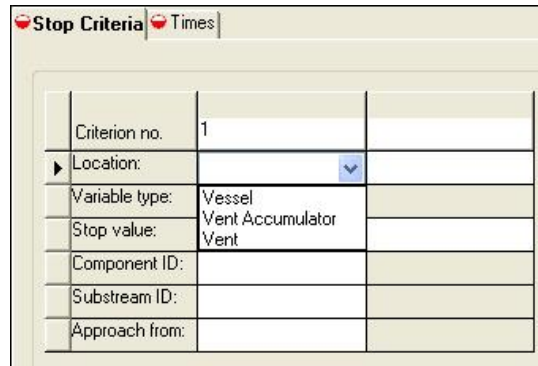 Stop Criteria Times
Criterion no. 1
Location:
Variable type: Vessel
Vent Accumulator
Stop value: Vent
Component ID:
Substream ID:
Approach from: